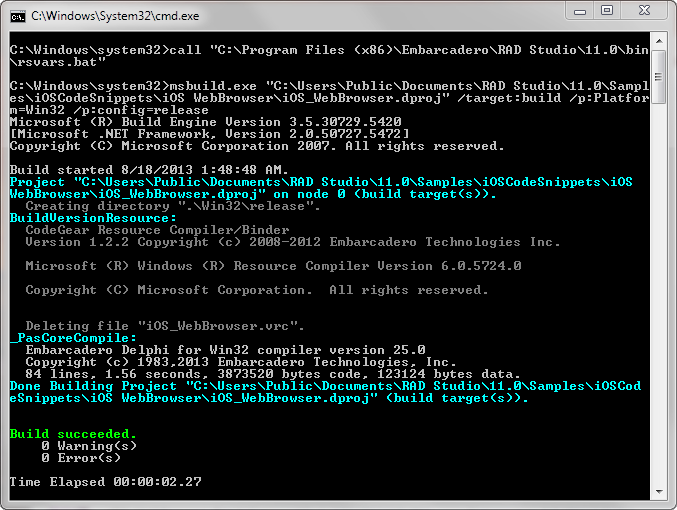 C:\Windows\System32\cmd.exe
C:\Windows\system32>call "C:\Program Files (x86)\Embarcadero\RAD Studio\11.0\bin
\rsvars.bat"
C:\Windows\system32>msbuild.exe "C:\Users\Public\Documents\RAD Studio\11.0\Sampl
es\iOSCodeSnippets\iOS WebBrowser\iOS_WebBrowser.dproj" /target:build /p:Platfor
m=Win32 /p:config=release
Microsoft (R) Build Engine Version 3.5.30729.5420
[Microsoft .NET Framework, Version 2.0.50727.5472]
Copyright (C) Microsoft Corporation 2007. All rights reserved.
Build started 8/18/2013 1:48:48 AM.
Project "C:\Users\Public\Documents\RAD Studio\11.0\Samples\iOSCodeSnippets\iOS
WebBrowser\iOS_WebBrowser.dproj" on node 0 (build target(s)).
Creating directory ".\Win32\release".
BuildVersionResource:
CodeGear Resource Compiler/Binder
Version 1.2.2 Copyright (c) 2008-2012 Embarcadero Technologies Inc.
Microsoft (R) Windows (R) Resource Compiler Version 6.0.5724.0
Copyright (C) Microsoft Corporation.  All rights reserved.
Deleting file "iOS_WebBrowser.vrc".
_PasCoreCompile:
Embarcadero Delphi for Win32 compiler version 25.0
Copyright (c) 1983,2013 Embarcadero Technologies, Inc.
84 lines, 1.56 seconds, 3873520 bytes code, 123124 bytes data.
Done Building Project "C:\Users\Public\Documents\RAD Studio\11.0\Samples\iOSCod
eSnippets\iOS WebBrowser\iOS_WebBrowser.dproj" (build target(s)).
Build succeeded.
0 Warning(s)
0 Error(s)
Time Elapsed 00:00:02.27